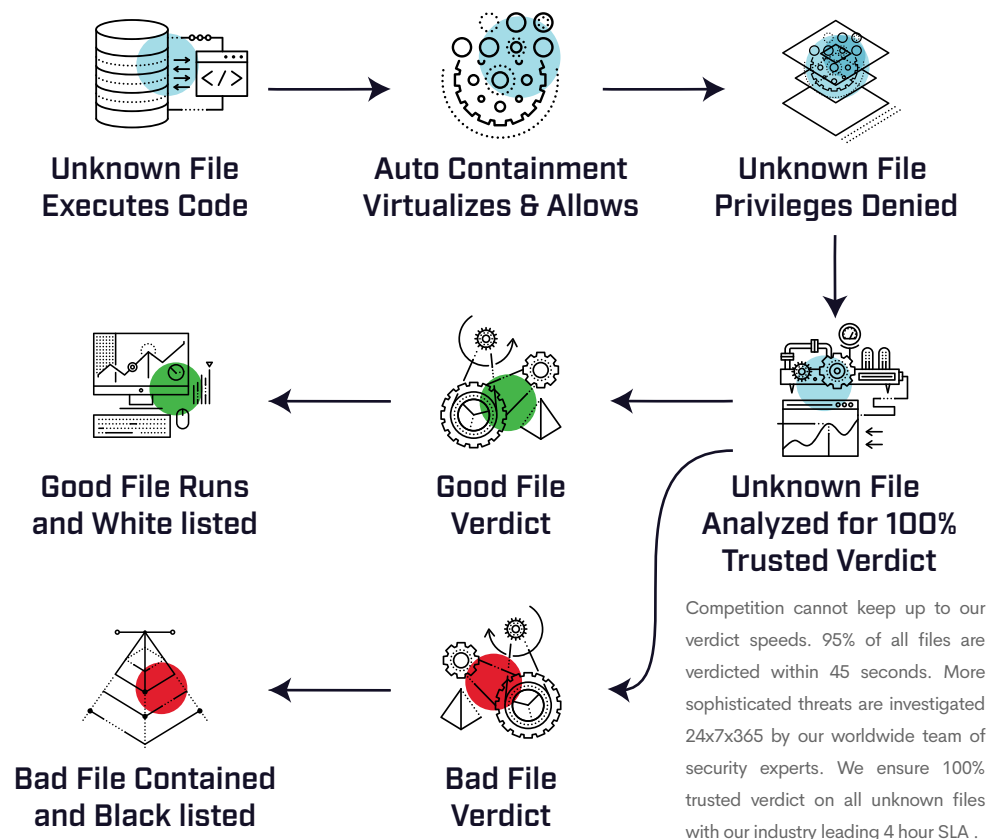 </>
Unknown File
Executes Code
Auto Containment
Virtualizes & Allows
Unknown File
Privileges Denied
Good File Runs
and White listed
Good File
Verdict
Unknown File
Analyzed for 100%
Trusted Verdict
Competition cannot keep up to our
verdict speeds. 95% of all files are
verdicted within 45 seconds. More
sophisticated threats are investigated
24x7x365 by our worldwide team of
security experts. We ensure 100%
trusted verdict on all unknown files
with our industry leading 4 hour SLA .
Bad File Contained
and Black listed
Bad File
Verdict